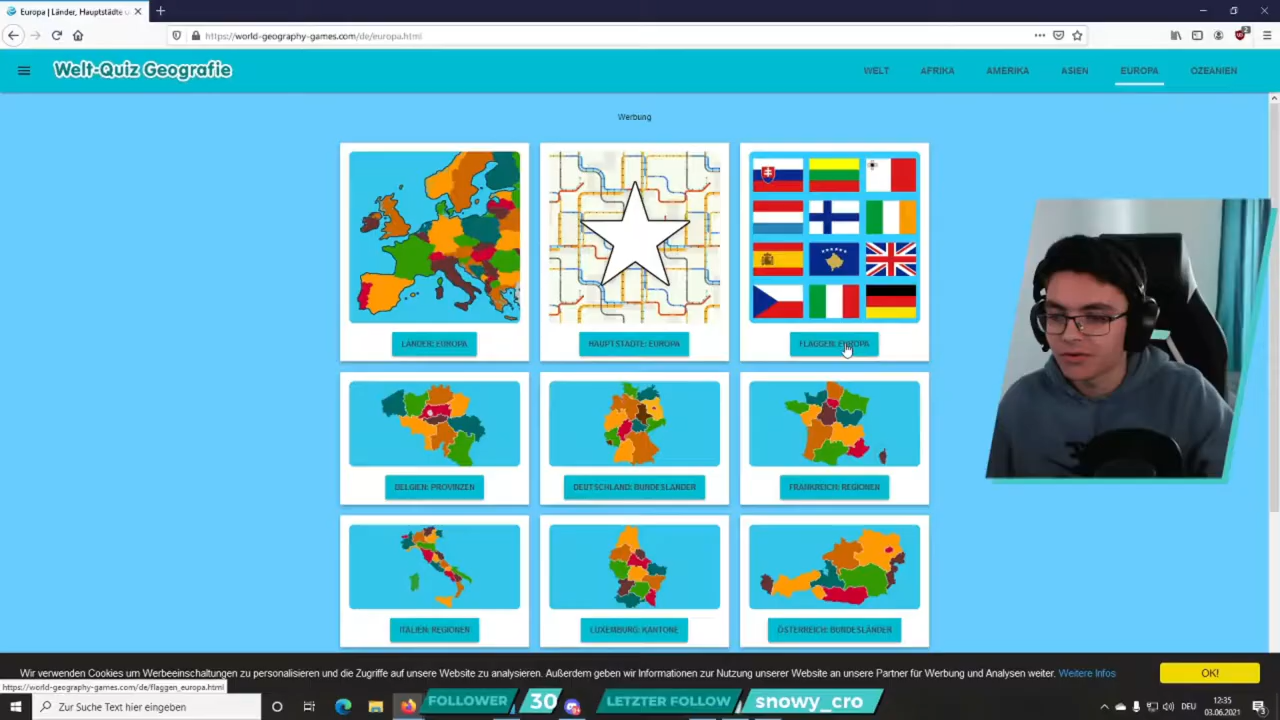 Europa | Länder, Hauptstädte u
https://world-geography-games.com/de/europa.html
Welt-Quiz Geografie
WELT AFRIKA AMERIKA ASIEN EUROPA OZEANIEN
Werbung
LÄNDER: EUROPA HAUPTSTÄDTE: EUROPA FLAGGEN: EUROPA
BELGIEN: PROVINZEN DEUTSCHLAND: BUNDESLÄNDER FRANKREICH: REGIONEN
ITALIEN: REGIONEN LUXEMBURG: KANTONE ÖSTERREICH: BUNDESLÄNDER
Wir verwenden Cookies um Werbeeinschaltungen zu personalisieren und die Zugriffe auf unsere Website zu analysieren. Außerdem geben wir Informationen zur Nutzung unserer Website an unsere Partner für Werbung und Analysen weiter. Weitere Infos OK!
https://world-geography-games.com/de/flaggen_europa.html
Zur Suche Text hier eingeben
FOLLOWER 30 LETZTER FOLLOW snowy_cro
DEU
12:35
03.06.2021